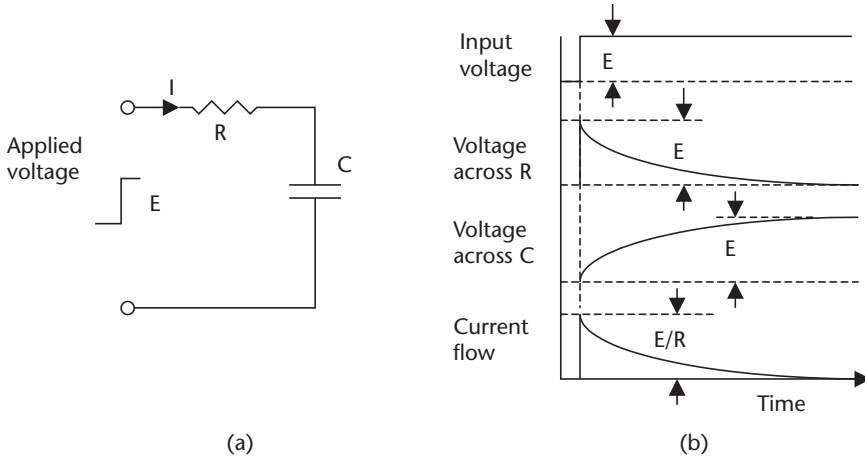 I
R
Applied
voltage
E
C
(a)
Input
voltage
E
Voltage
across R
E
Voltage
across C
E
Current
flow
E/R
Time
(b)